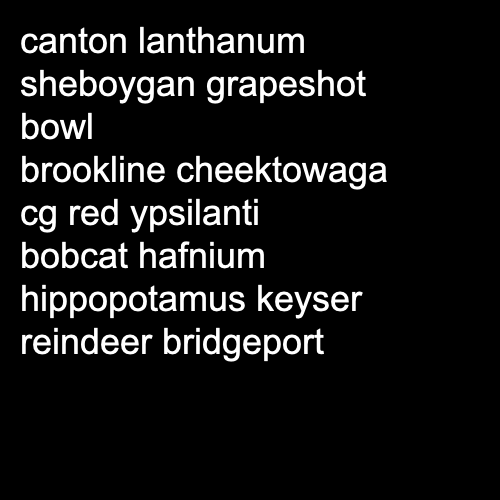 canton lanthanum
sheboygan grapeshot
bowl
brookline cheektowaga
cg red ypsilanti
bobcat hafnium
hippopotamus keyser
reindeer bridgeport